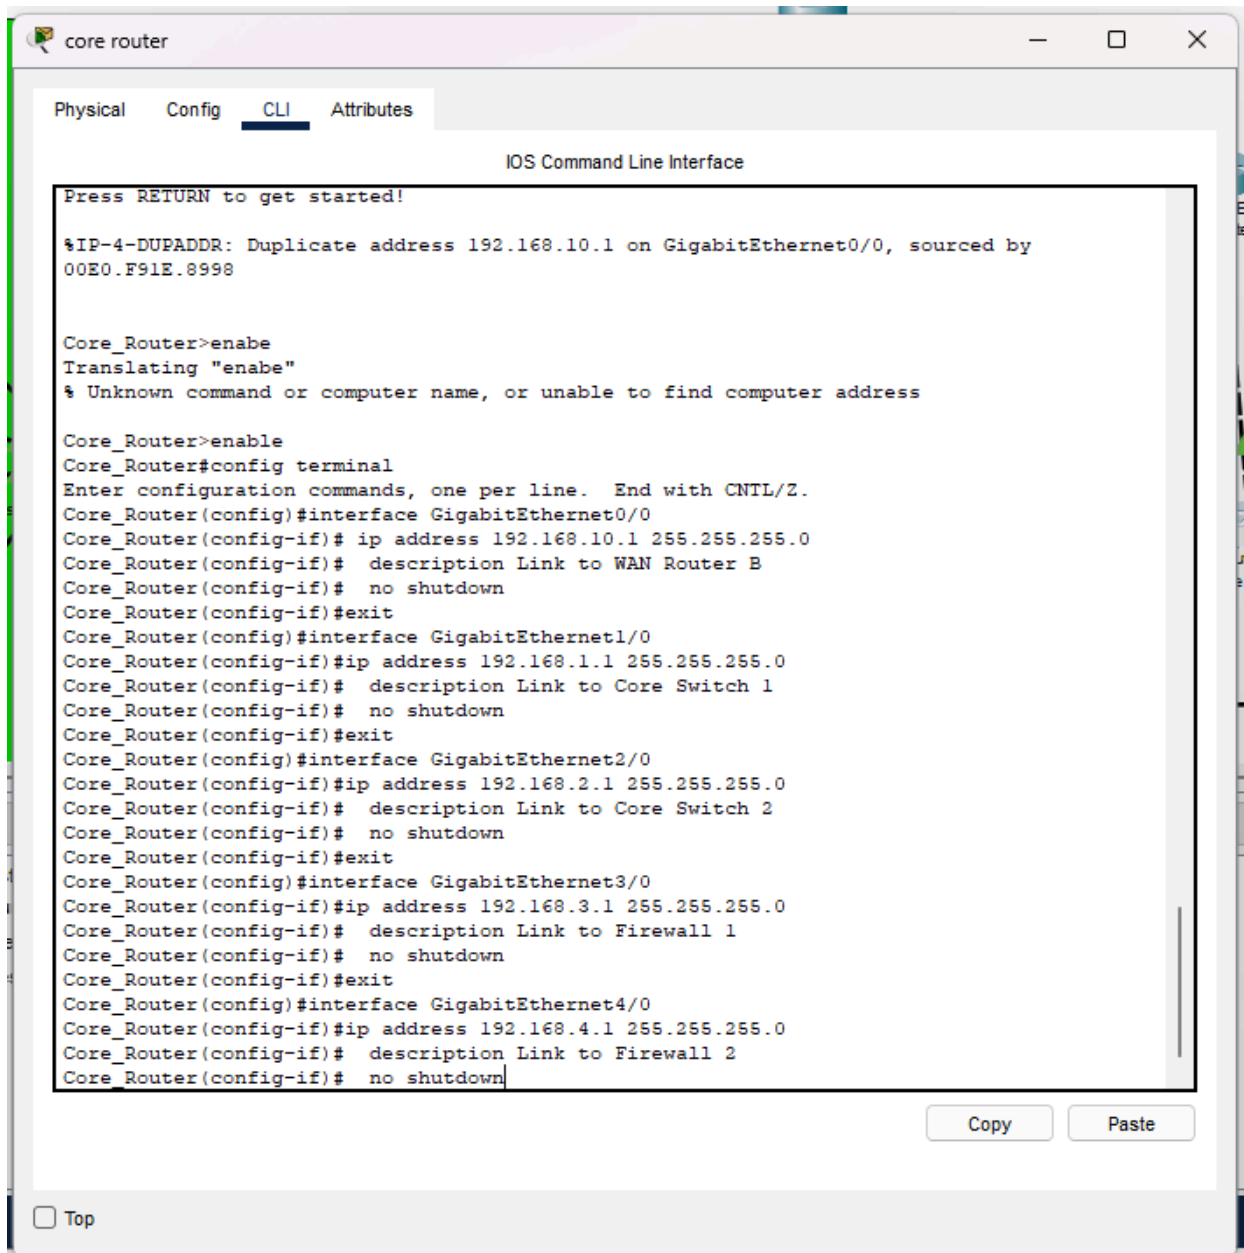 core router
Physical Config CLI Attributes
IOS Command Line Interface
Press RETURN to get started!
%IP-4-DUPADDR: Duplicate address 192.168.10.1 on GigabitEthernet0/0, sourced by
00E0.F91E.8998
Core_Router>enabe
Translating "enabe"
% Unknown command or computer name, or unable to find computer address
Core_Router>enable
Core_Router#config terminal
Enter configuration commands, one per line.  End with CNTL/Z.
Core_Router(config)#interface GigabitEthernet0/0
Core_Router(config-if)# ip address 192.168.10.1 255.255.255.0
Core_Router(config-if)#  description Link to WAN Router B
Core_Router(config-if)#  no shutdown
Core_Router(config-if)#exit
Core_Router(config)#interface GigabitEthernet1/0
Core_Router(config-if)#ip address 192.168.1.1 255.255.255.0
Core_Router(config-if)#  description Link to Core Switch 1
Core_Router(config-if)#  no shutdown
Core_Router(config-if)#exit
Core_Router(config)#interface GigabitEthernet2/0
Core_Router(config-if)#ip address 192.168.2.1 255.255.255.0
Core_Router(config-if)#  description Link to Core Switch 2
Core_Router(config-if)#  no shutdown
Core_Router(config-if)#exit
Core_Router(config)#interface GigabitEthernet3/0
Core_Router(config-if)#ip address 192.168.3.1 255.255.255.0
Core_Router(config-if)#  description Link to Firewall 1
Core_Router(config-if)#  no shutdown
Core_Router(config-if)#exit
Core_Router(config)#interface GigabitEthernet4/0
Core_Router(config-if)#ip address 192.168.4.1 255.255.255.0
Core_Router(config-if)#  description Link to Firewall 2
Core_Router(config-if)#  no shutdown
Copy Paste
Top